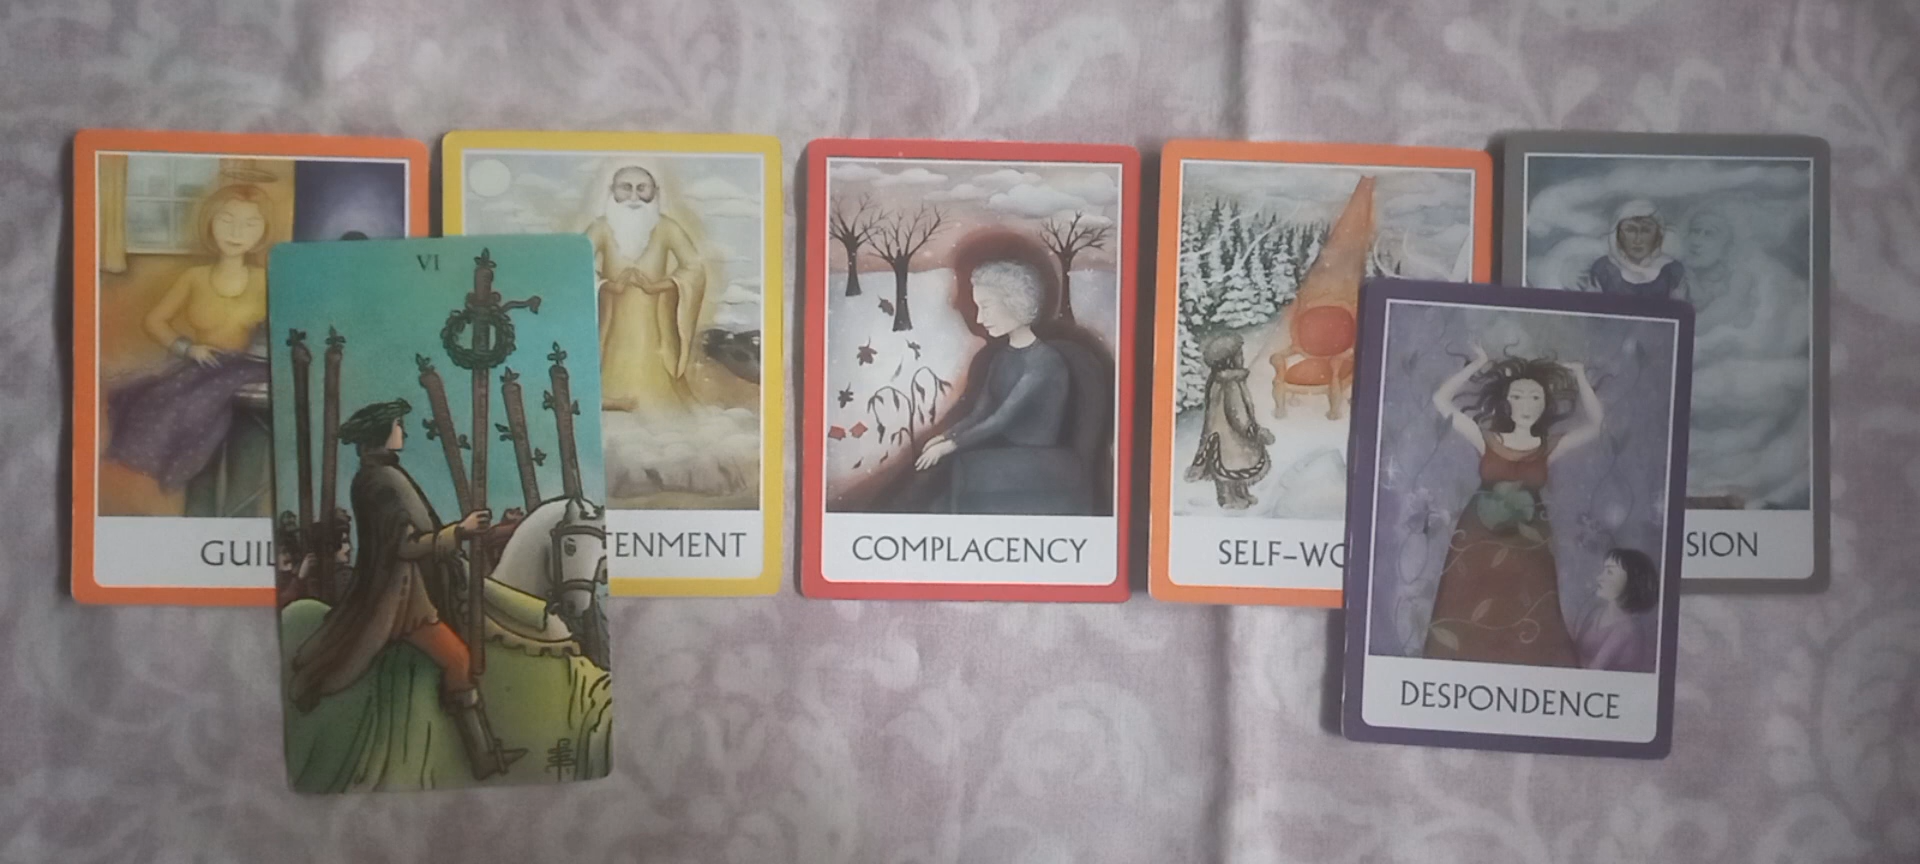 VI
GUIL
TENMENT
COMPLACENCY
SELF-WO
SION
DESPONDENCE